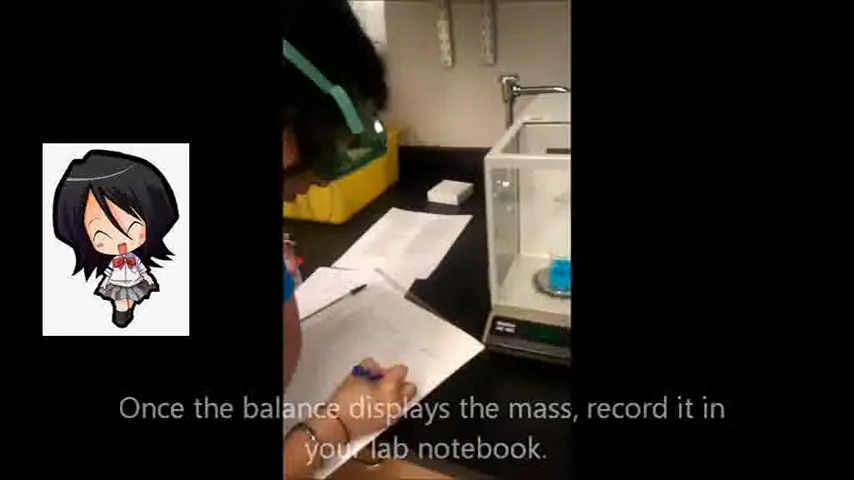 Once the balance displays the mass, record it in
your lab notebook.